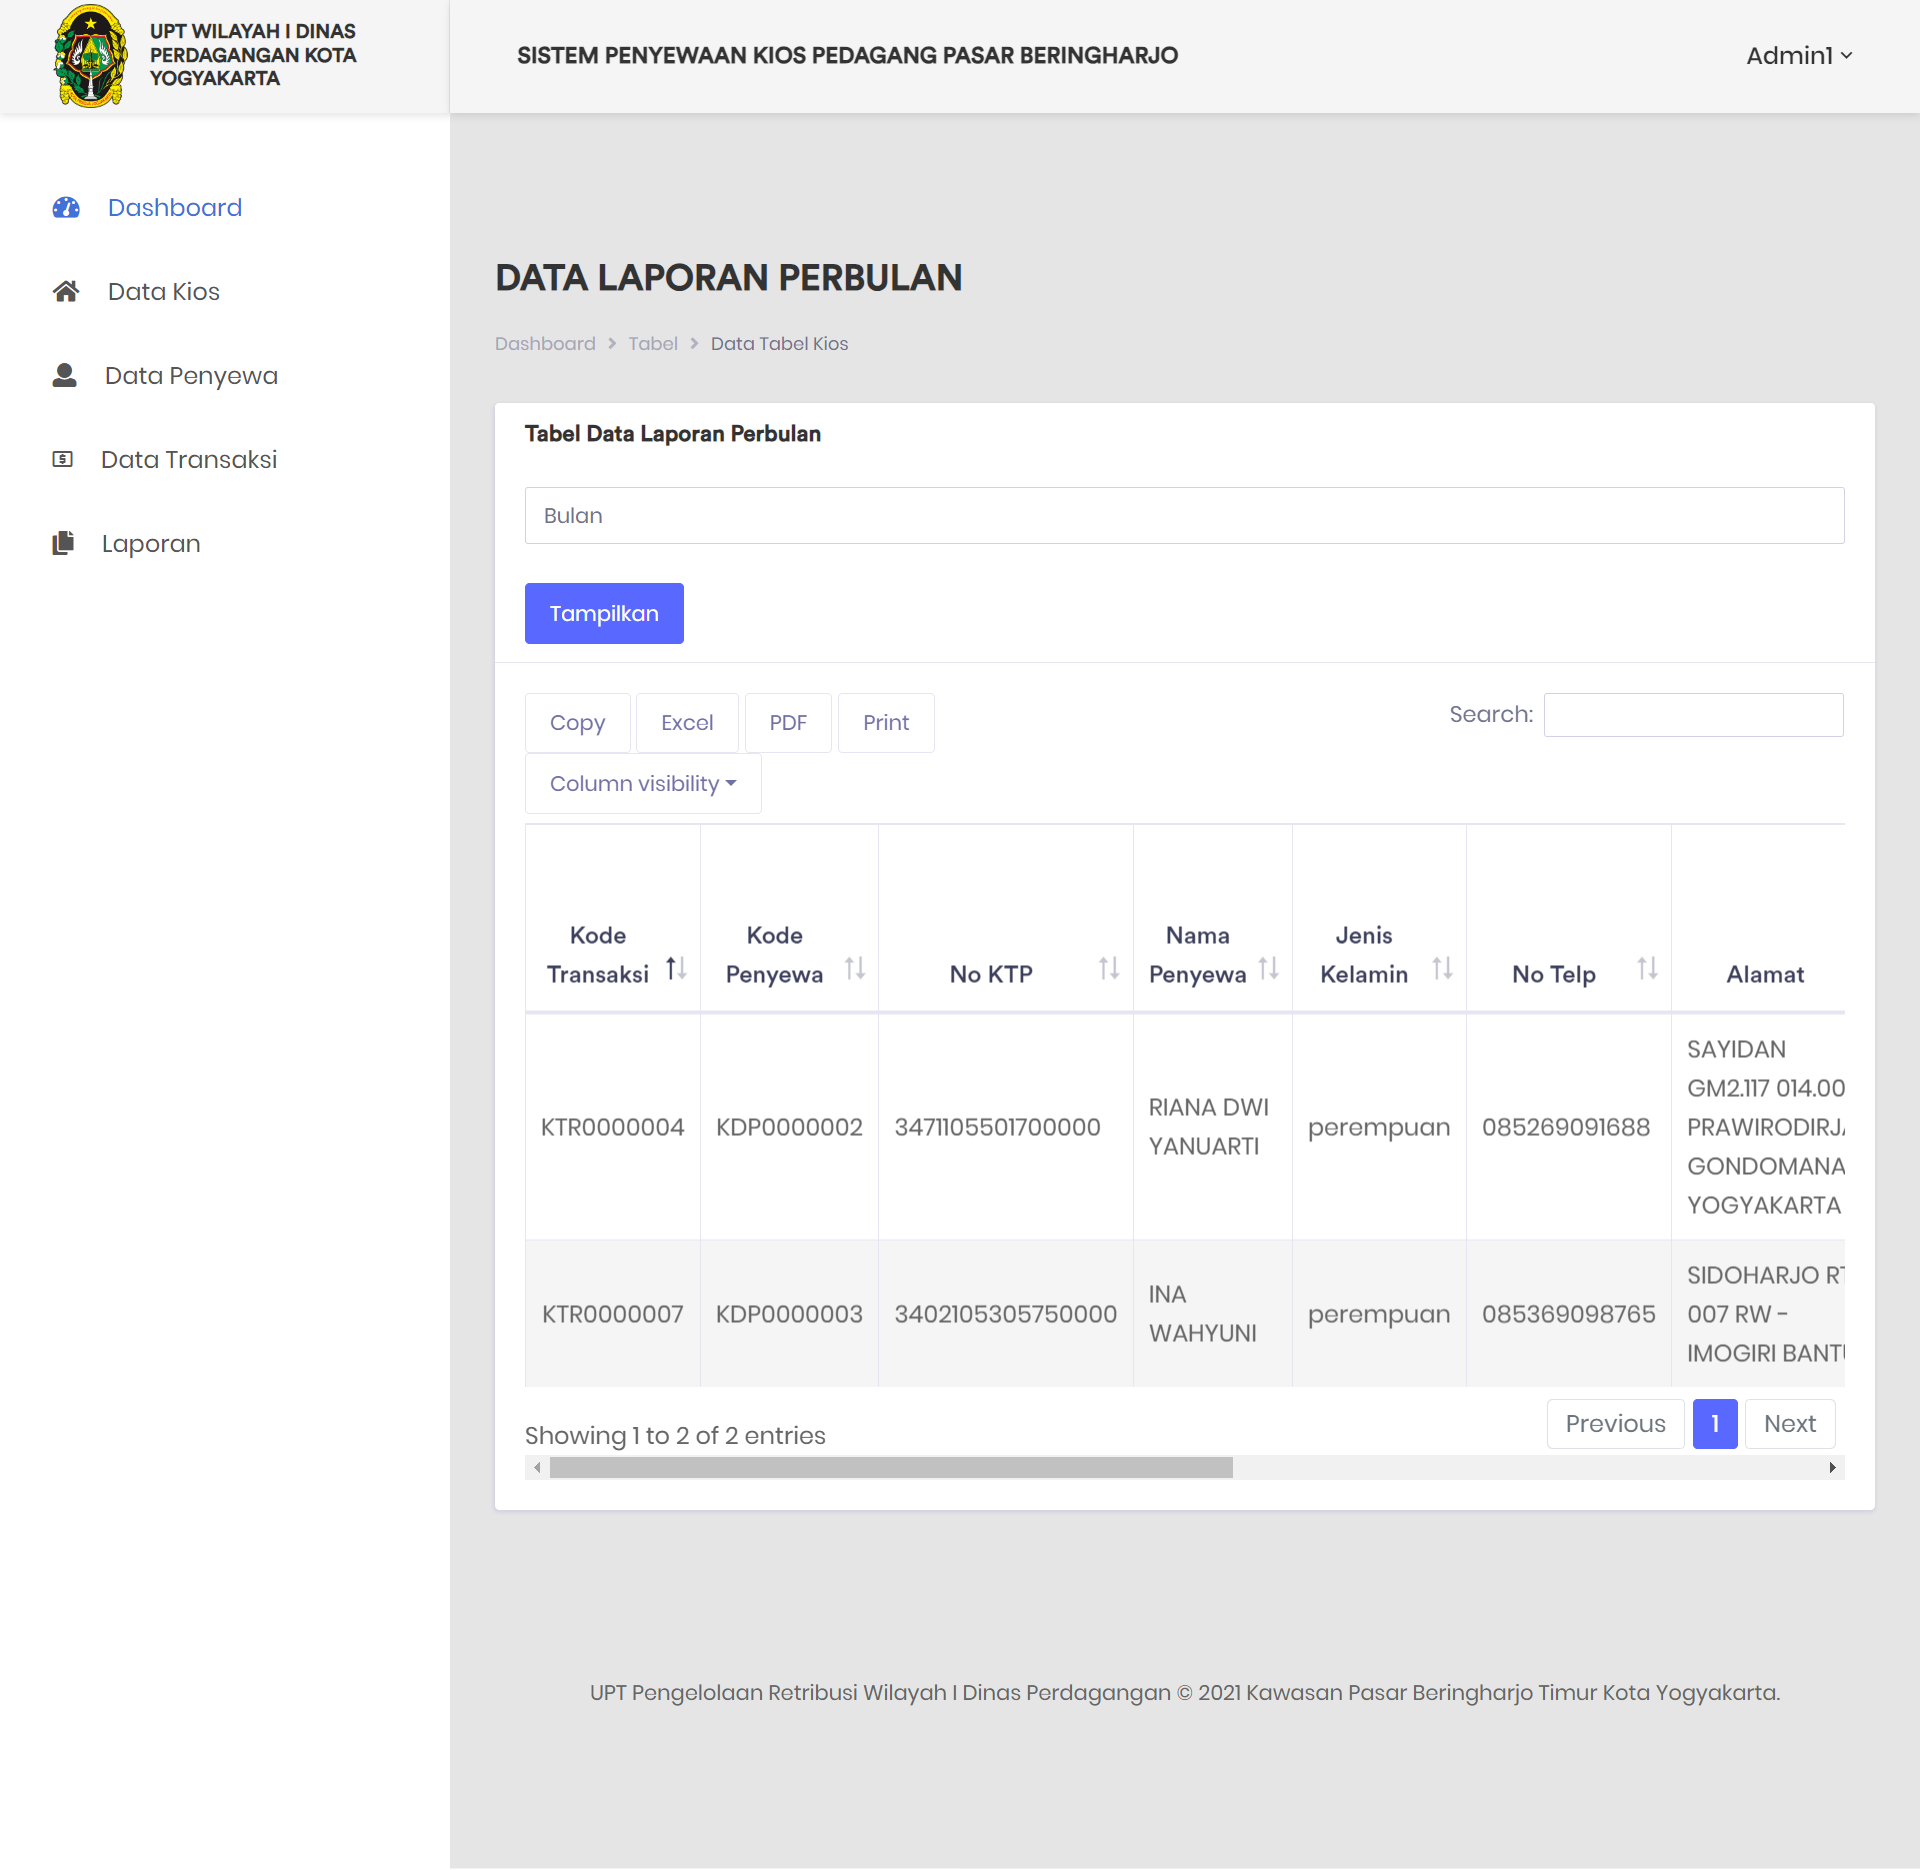 UPT WILAYAH I DINAS
PERDAGANGAN KOTA
YOGYAKARTA
SISTEM PENYEWAAN KIOS PEDAGANG PASAR BERINGHARJO
Admin1
Dashboard
Data Kios
Data Penyewa
Data Transaksi
Laporan
DATA LAPORAN PERBULAN
Dashboard > Tabel > Data Tabel Kios
Tabel Data Laporan Perbulan
Bulan
Tampilkan
Copy Excel PDF Print
Column visibility
Search:
Kode Transaksi
Kode Penyewa
No KTP
Nama Penyewa
Jenis Kelamin
No Telp
Alamat
KTR0000004
KDP0000002
3471105501700000
RIANA DWI
YANUARTI
perempuan
085269091688
SAYIDAN
GM2.117 014.00
PRAWIRODIRJ
GONDOMANA
YOGYAKARTA
KTR0000007
KDP0000003
3402105305750000
INA
WAHYUNI
perempuan
085369098765
SIDOHARJO RT
007 RW -
IMOGIRI BANTU
Showing 1 to 2 of 2 entries
Previous 1 Next
UPT Pengelolaan Retribusi Wilayah I Dinas Perdagangan © 2021 Kawasan Pasar Beringharjo Timur Kota Yogyakarta.